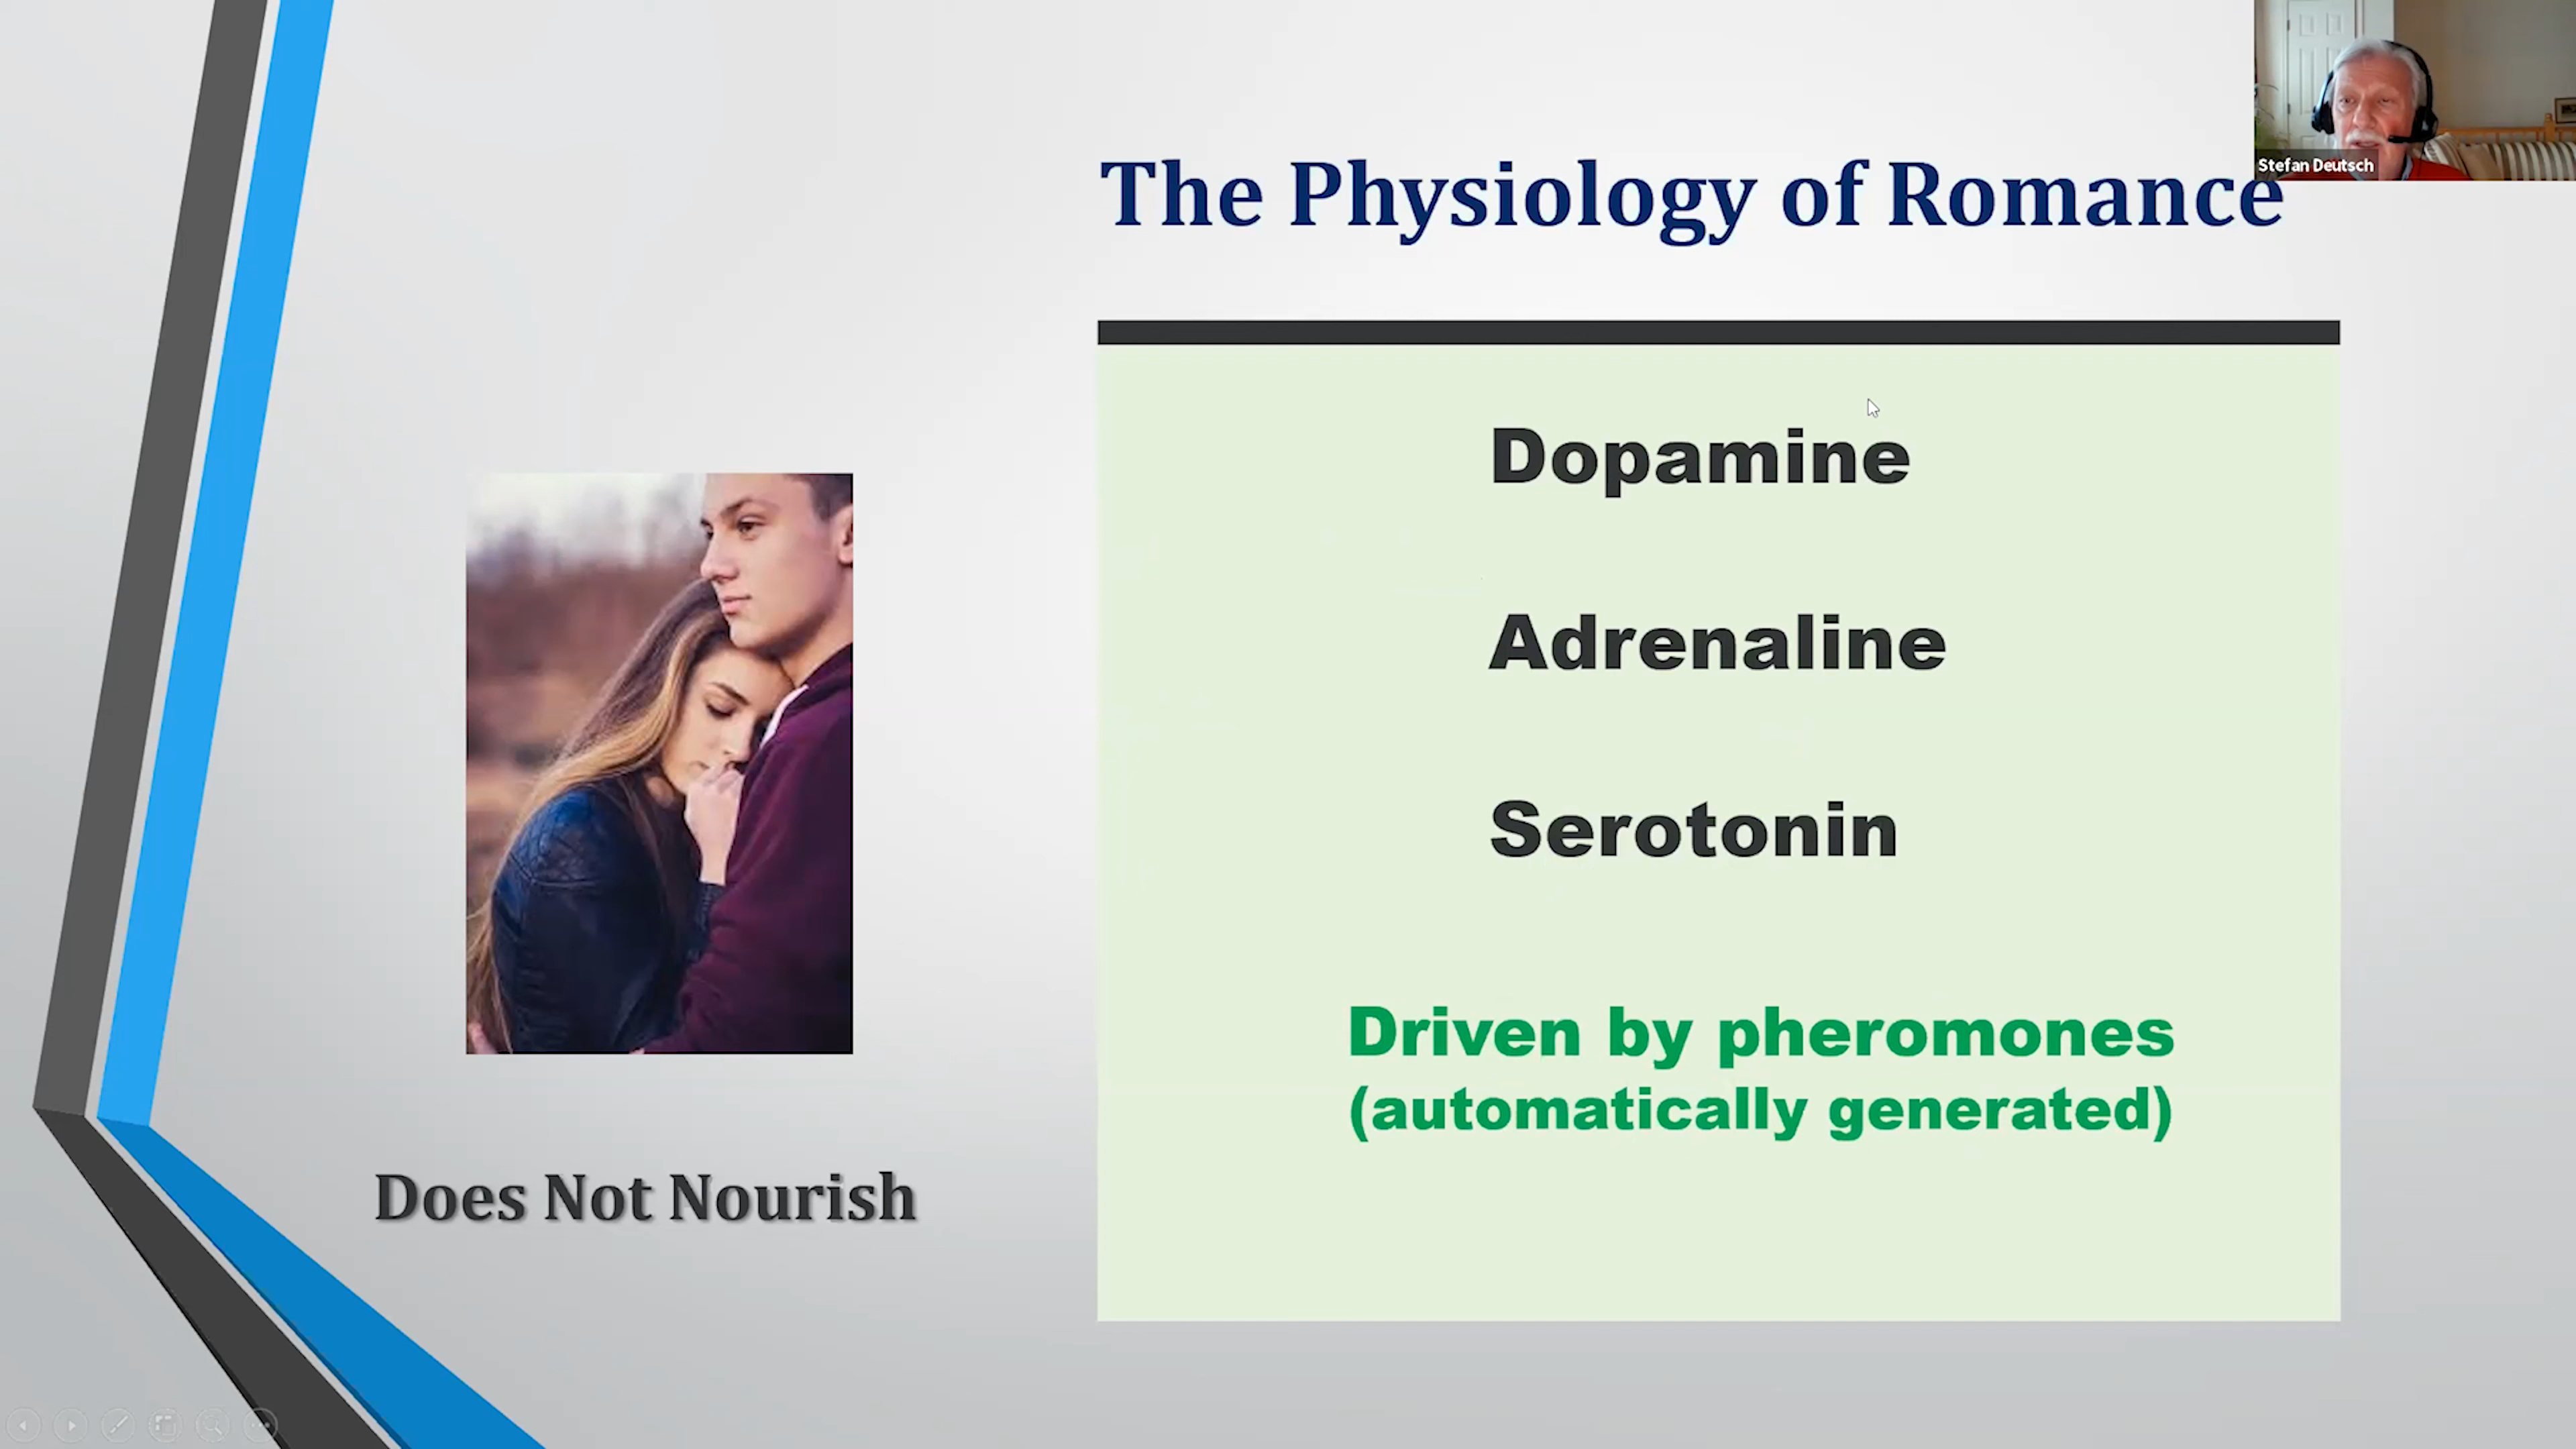 Stefan Deutsch
The Physiology of Romance
Dopamine
Adrenaline
Serotonin
Driven by pheromones
(automatically generated)
Does Not Nourish